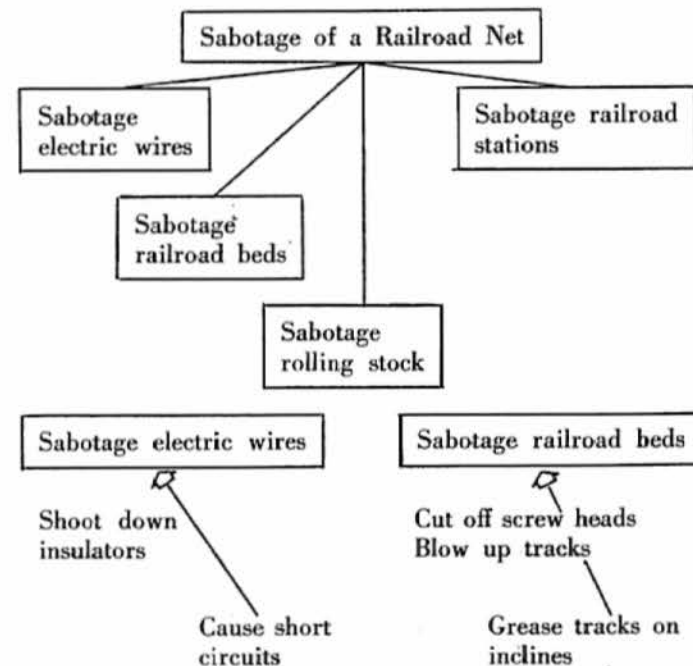 Sabotage of a Railroad Net
Sabotage
electric wires
Sabotage railroad
stations
Sabotage
railroad beds
Sabotage
rolling stock
Sabotage electric wires
Sabotage railroad beds
Shoot down
insulators
Cut off screw heads
Blow up tracks
Cause short
circuits
Grease tracks on
inclines